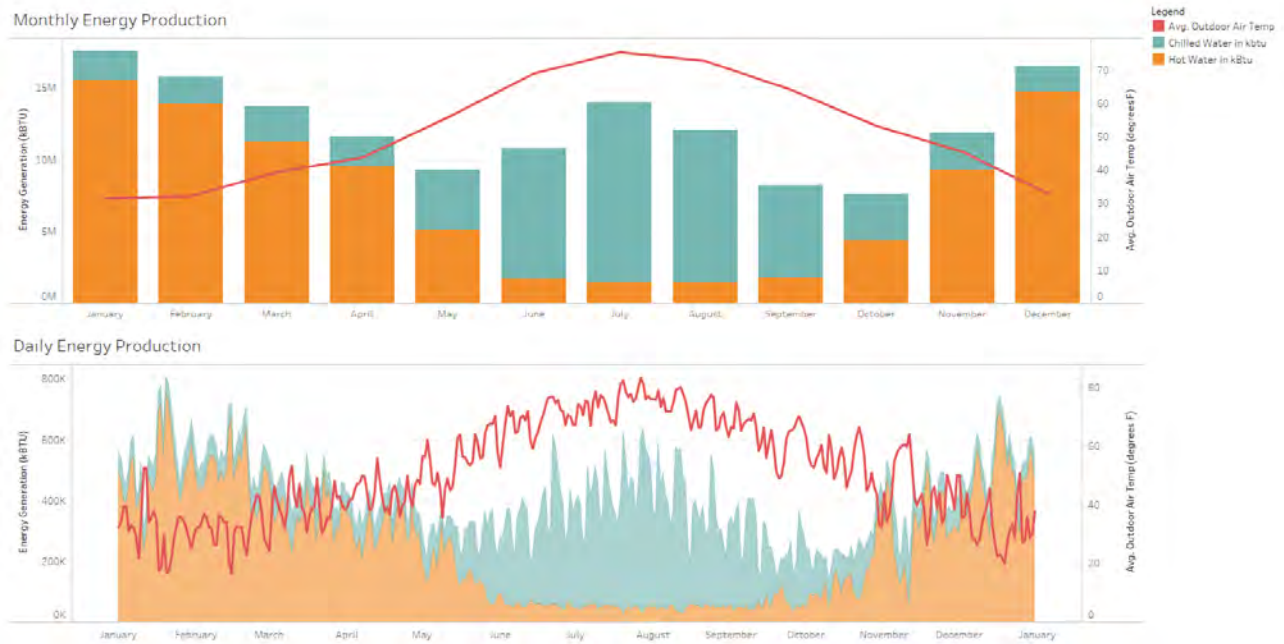 Monthly Energy Production
Legend
Avg. Outdoor Air Temp
Chilled Water in kbtu
Hot Water in kBtu
Energy Generation (kBTU)
15M
10M
5M
0M
70
60
50
40
30
20
10
0
Avg. Outdoor Air Temp (degrees F)
January February March April May June July August September October November December
Daily Energy Production
Energy Generation (kBTU)
800K
600K
400K
200K
0K
80
60
40
20
0
Avg. Outdoor Air Temp (degrees F)
January February March April May June July August September October November December January